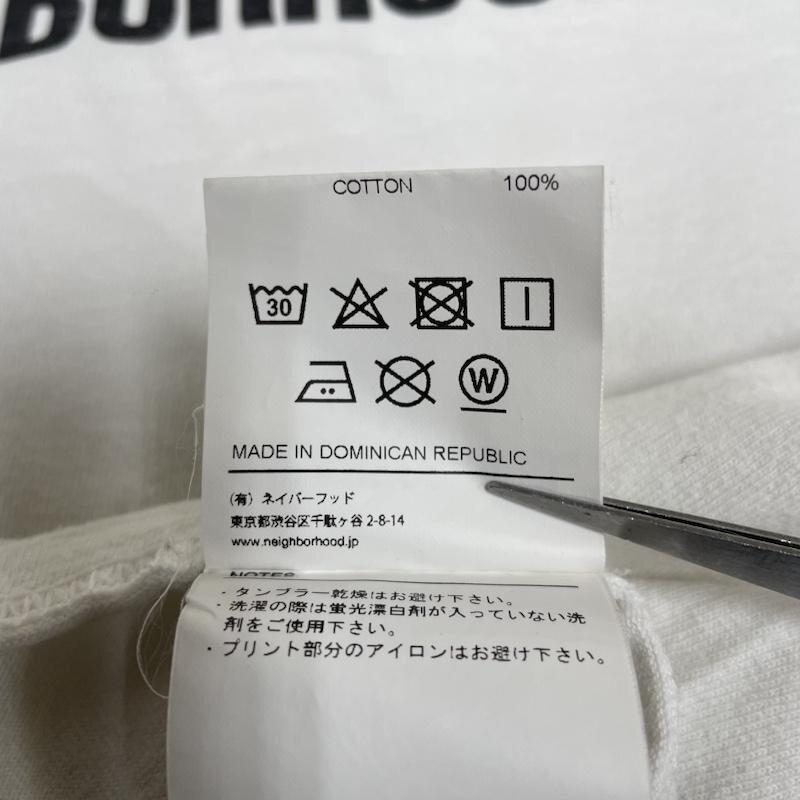 COTTON 100%
30
W
MADE IN DOMINICAN REPUBLIC
(有) ネイバーフッド
東京都渋谷区千駄ヶ谷 2-8-14
www.neighborhood.jp
NOTES
・タンブラー乾燥はお避け下さい。
・洗濯の際は蛍光漂白剤が入っていない洗
剤をご使用下さい。
・プリント部分のアイロンはお避け下さい。